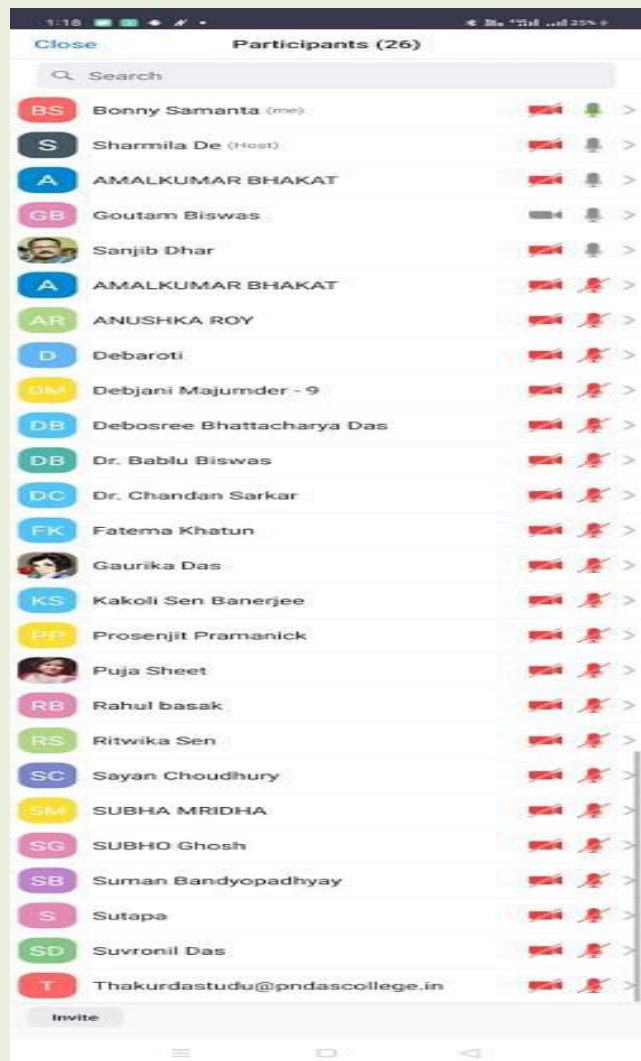 1:18
Close Participants (26)
Search
BS Bonny Samanta (me)
S Sharmila De (Host)
A AMALKUMAR BHAKAT
GB Goutam Biswas
Sanjib Dhar
A AMALKUMAR BHAKAT
AR ANUSHKA ROY
D Debaroti
DM Debjani Majumder - 9
DB Debosree Bhattacharya Das
DB Dr. Bablu Biswas
DC Dr. Chandan Sarkar
FK Fatema Khatun
Gaurika Das
KS Kakoli Sen Banerjee
PP Prosenjit Pramanick
Puja Sheet
RB Rahul basak
RS Ritwika Sen
SC Sayan Choudhury
SM SUBHA MRIDHA
SG SUBHO Ghosh
SB Suman Bandyopadhyay
S Sutapa
SD Suvronil Das
T Thakurdastudu@pndascollege.in
Invite